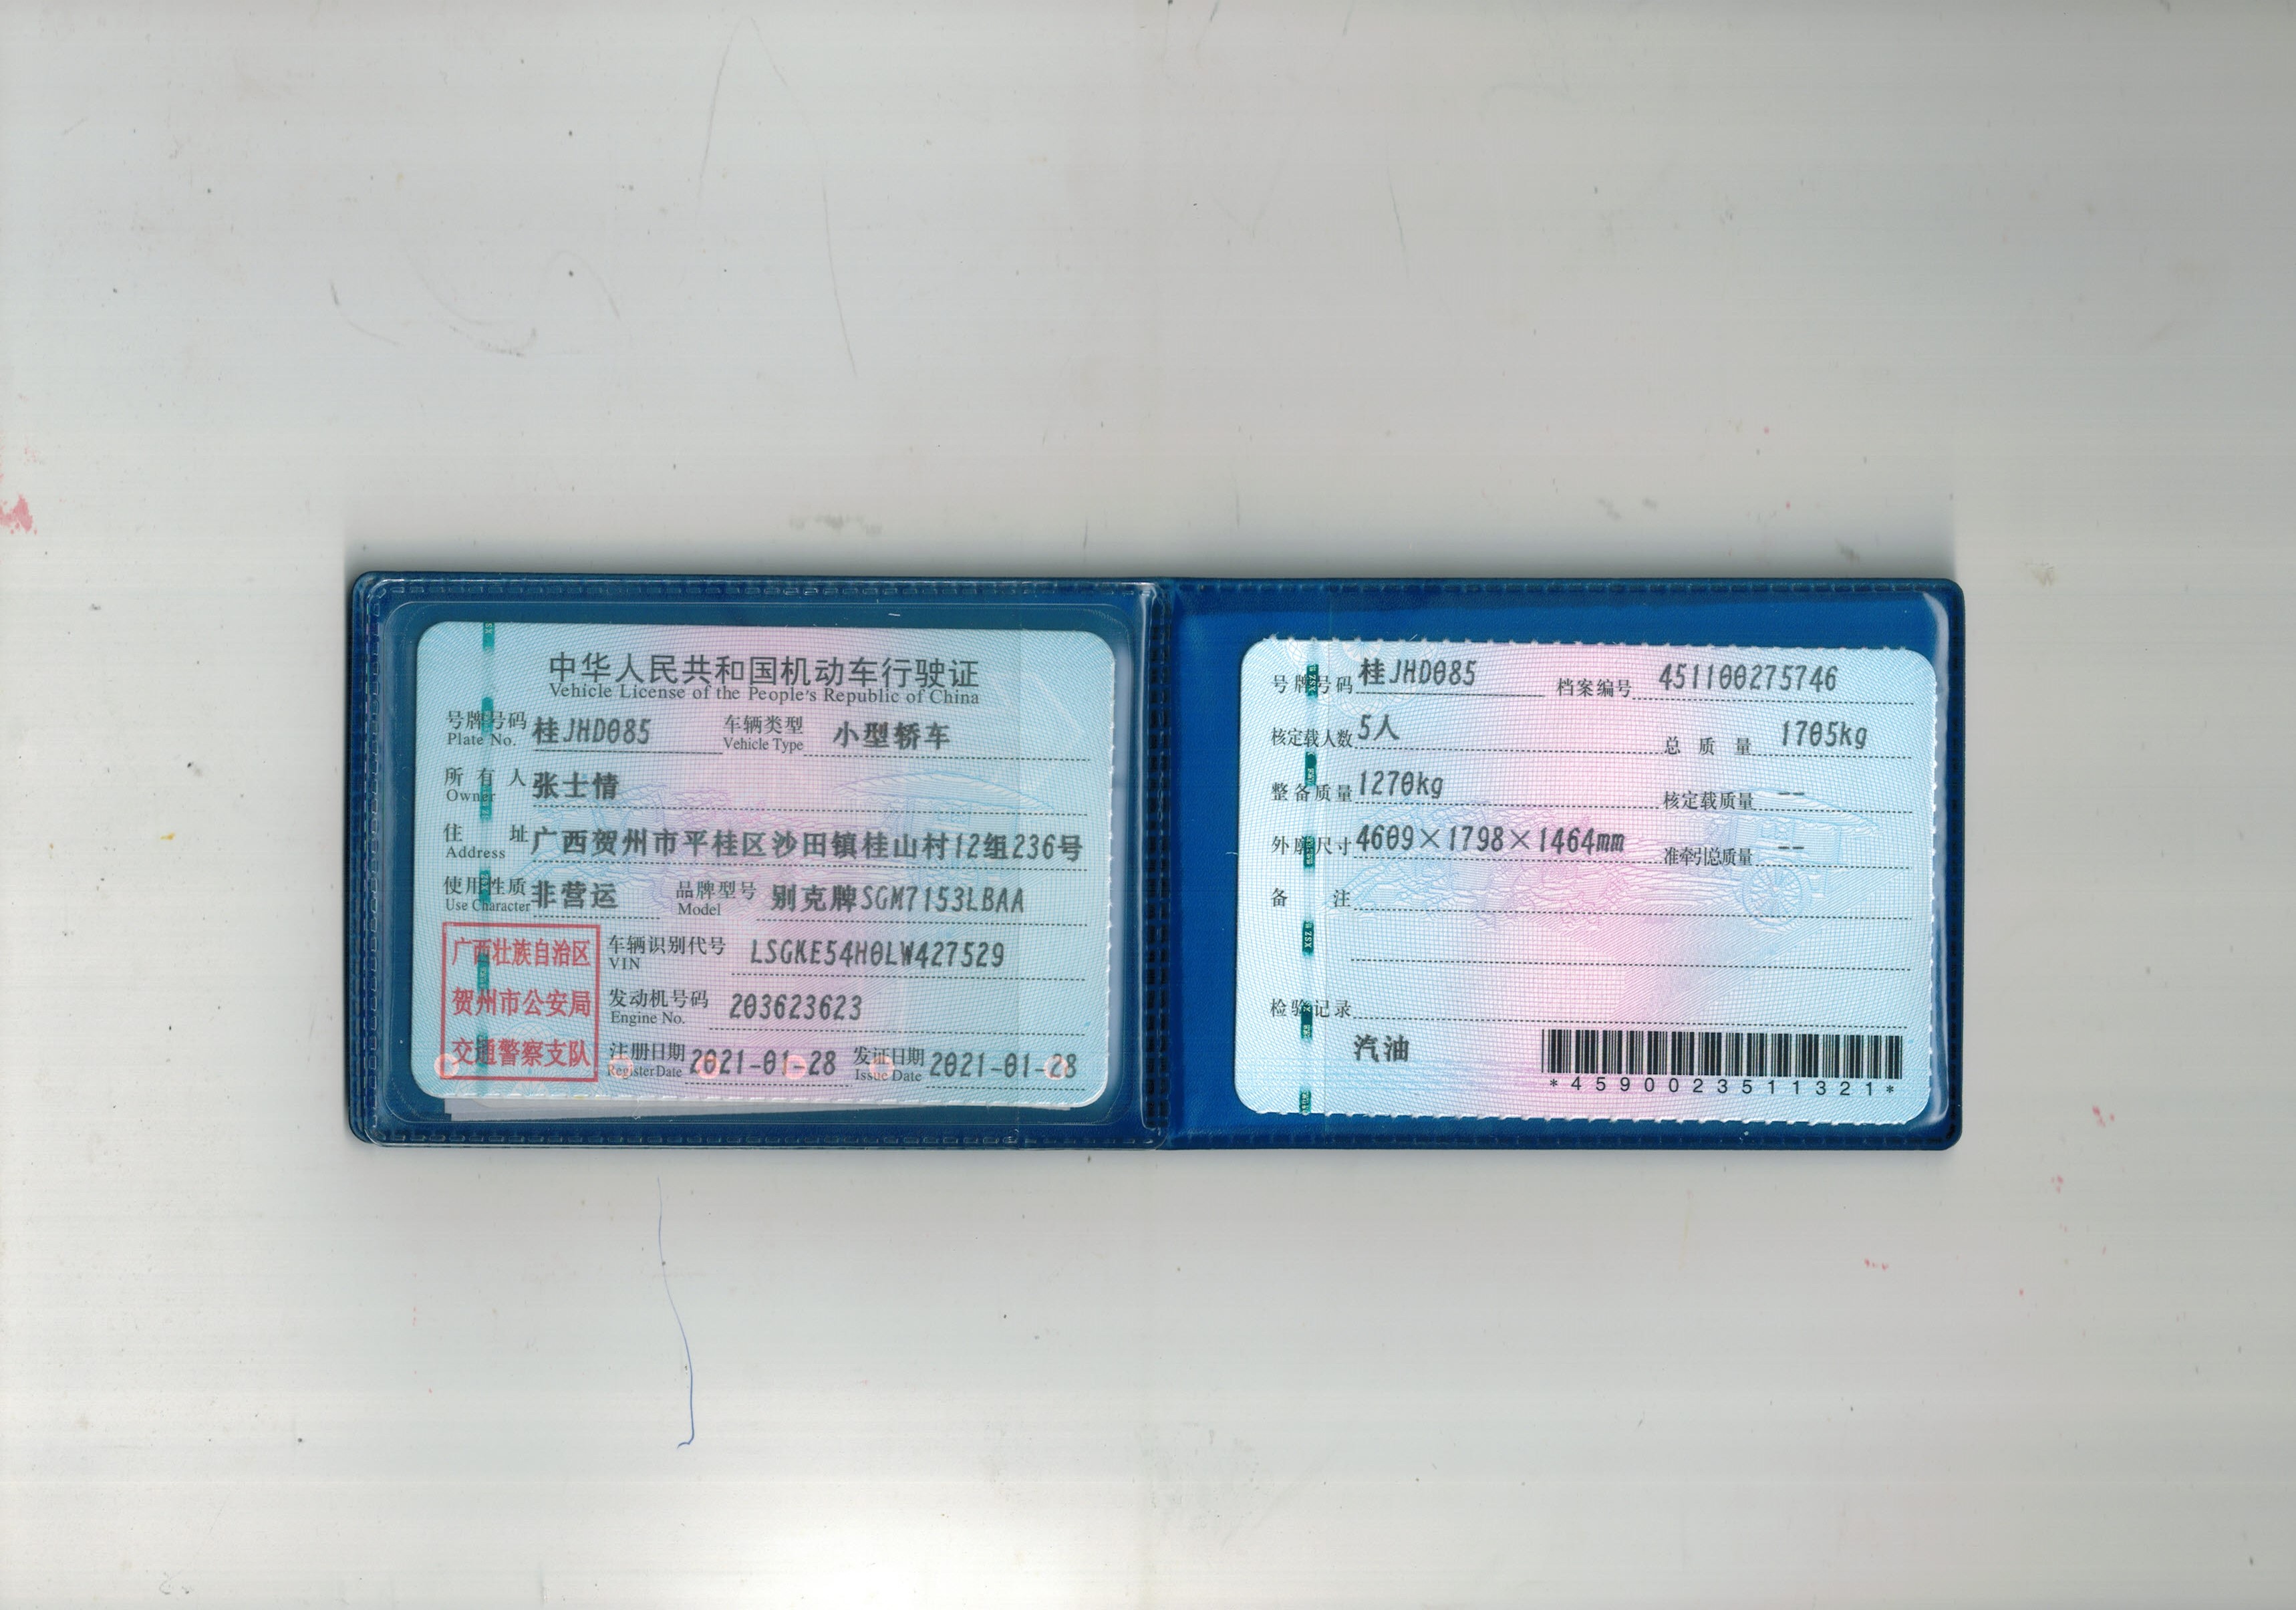 中华人民共和国机动车行驶证
Vehicle License of the People's Republic of China
号牌号码 桂JHD085 车辆类型 小型轿车
Plate No. Vehicle Type
所有人 张士情
Owner
住址 广西贺州市平桂区沙田镇桂山村12组236号
Address
使用性质 非营运 品牌型号 别克牌SGM7153LBAA
Use Character Model
广西壮族自治区
贺州市公安局
交通警察支队
车辆识别代号 LSGKE54H0LW427529
VIN
发动机号码 203623623
Engine No.
注册日期 2021-01-28 发证日期 2021-01-28
Register Date Issue Date
号牌号码 桂JHD085 档案编号 451100275746
核定载人数 5人 总质量 1705kg
整备质量 1270kg 核定载质量 --
外廓尺寸 4609×1798×1464mm 准牵引总质量 --
备注
检验记录
汽油
*4590023511321*